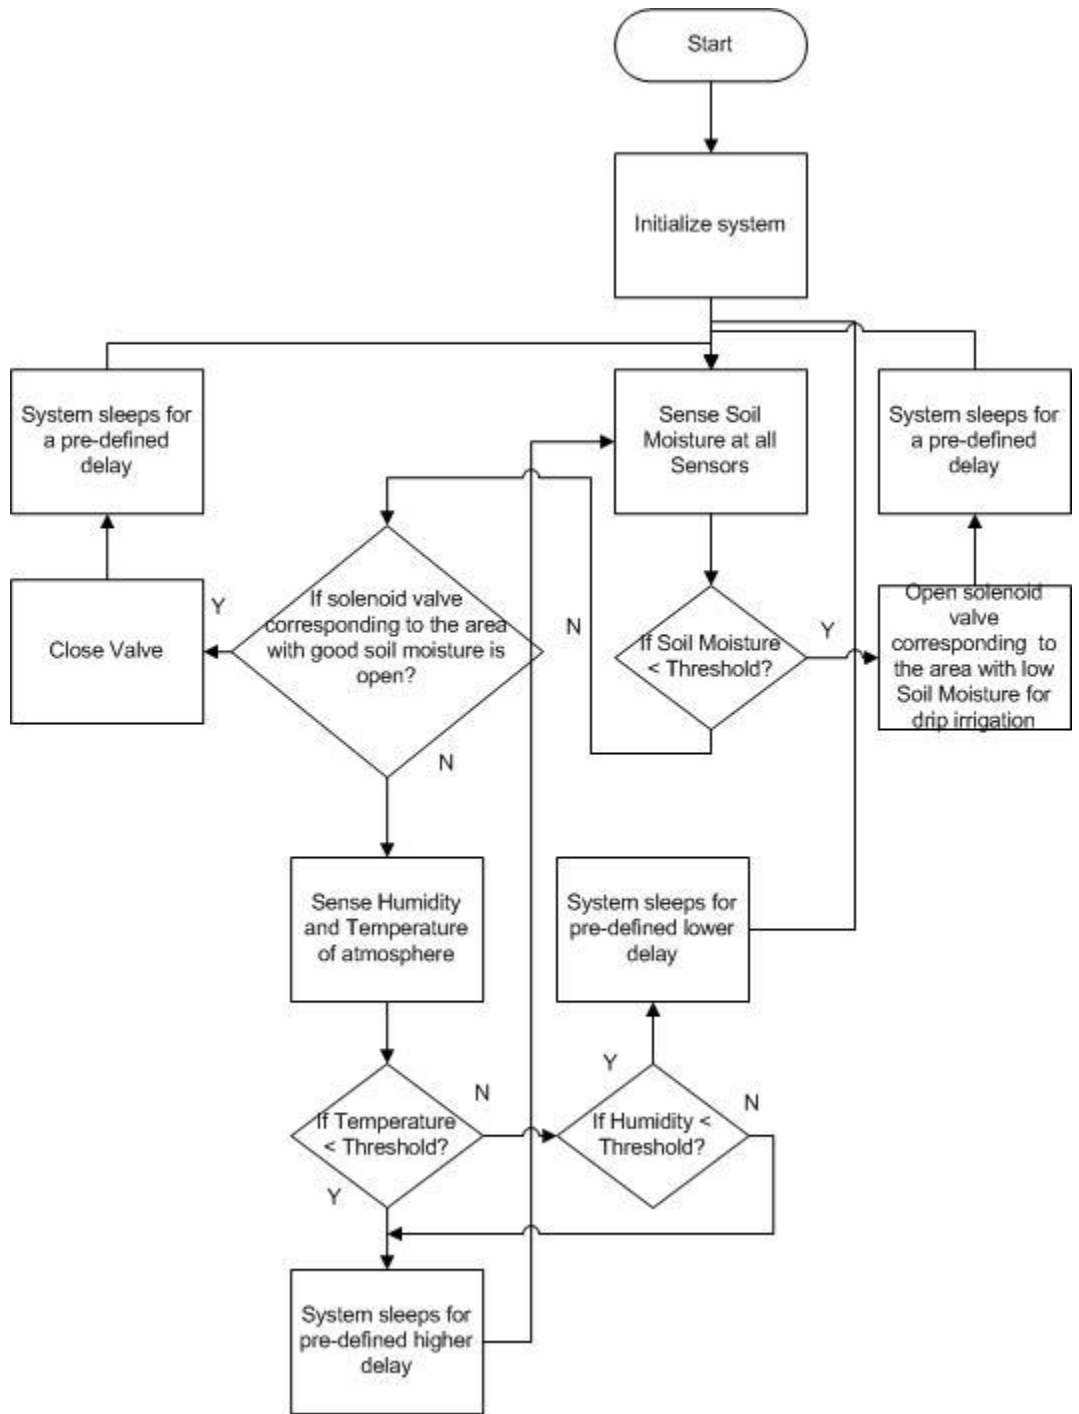 Start
Initialize system
System sleeps for
a pre-defined
delay
Sense Soil
Moisture at all
Sensors
System sleeps for
a pre-defined
delay
Close Valve
Y
If solenoid valve
corresponding to the area
with good soil moisture is
open?
N
If Soil Moisture
< Threshold?
Y
Open solenoid
valve
corresponding to
the area with low
Soil Moisture for
drip irrigation
N
Sense Humidity
and Temperature
of atmosphere
System sleeps for
pre-defined lower
delay
If Temperature
< Threshold?
N
Y
If Humidity <
Threshold?
N
Y
System sleeps for
pre-defined higher
delay